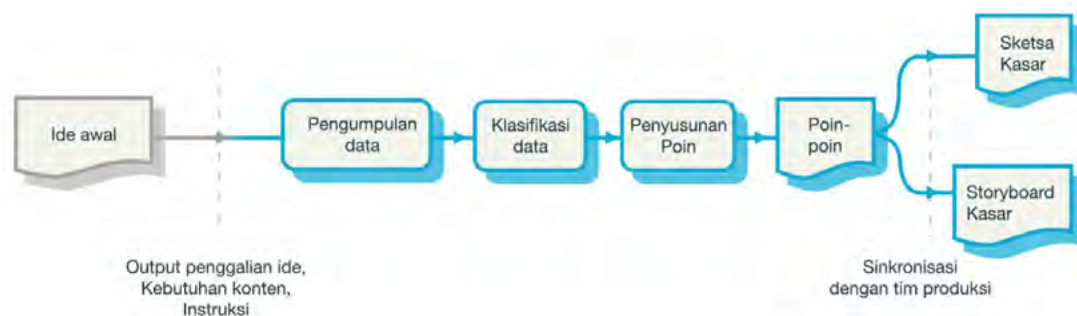 Ide awal
Pengumpulan
data
Klasifikasi
data
Penyusunan
Poin
Poin-
poin
Sketsa
Kasar
Storyboard
Kasar
Output penggalian ide,
Kebutuhan konten,
Instruksi
Sinkronisasi
dengan tim produksi